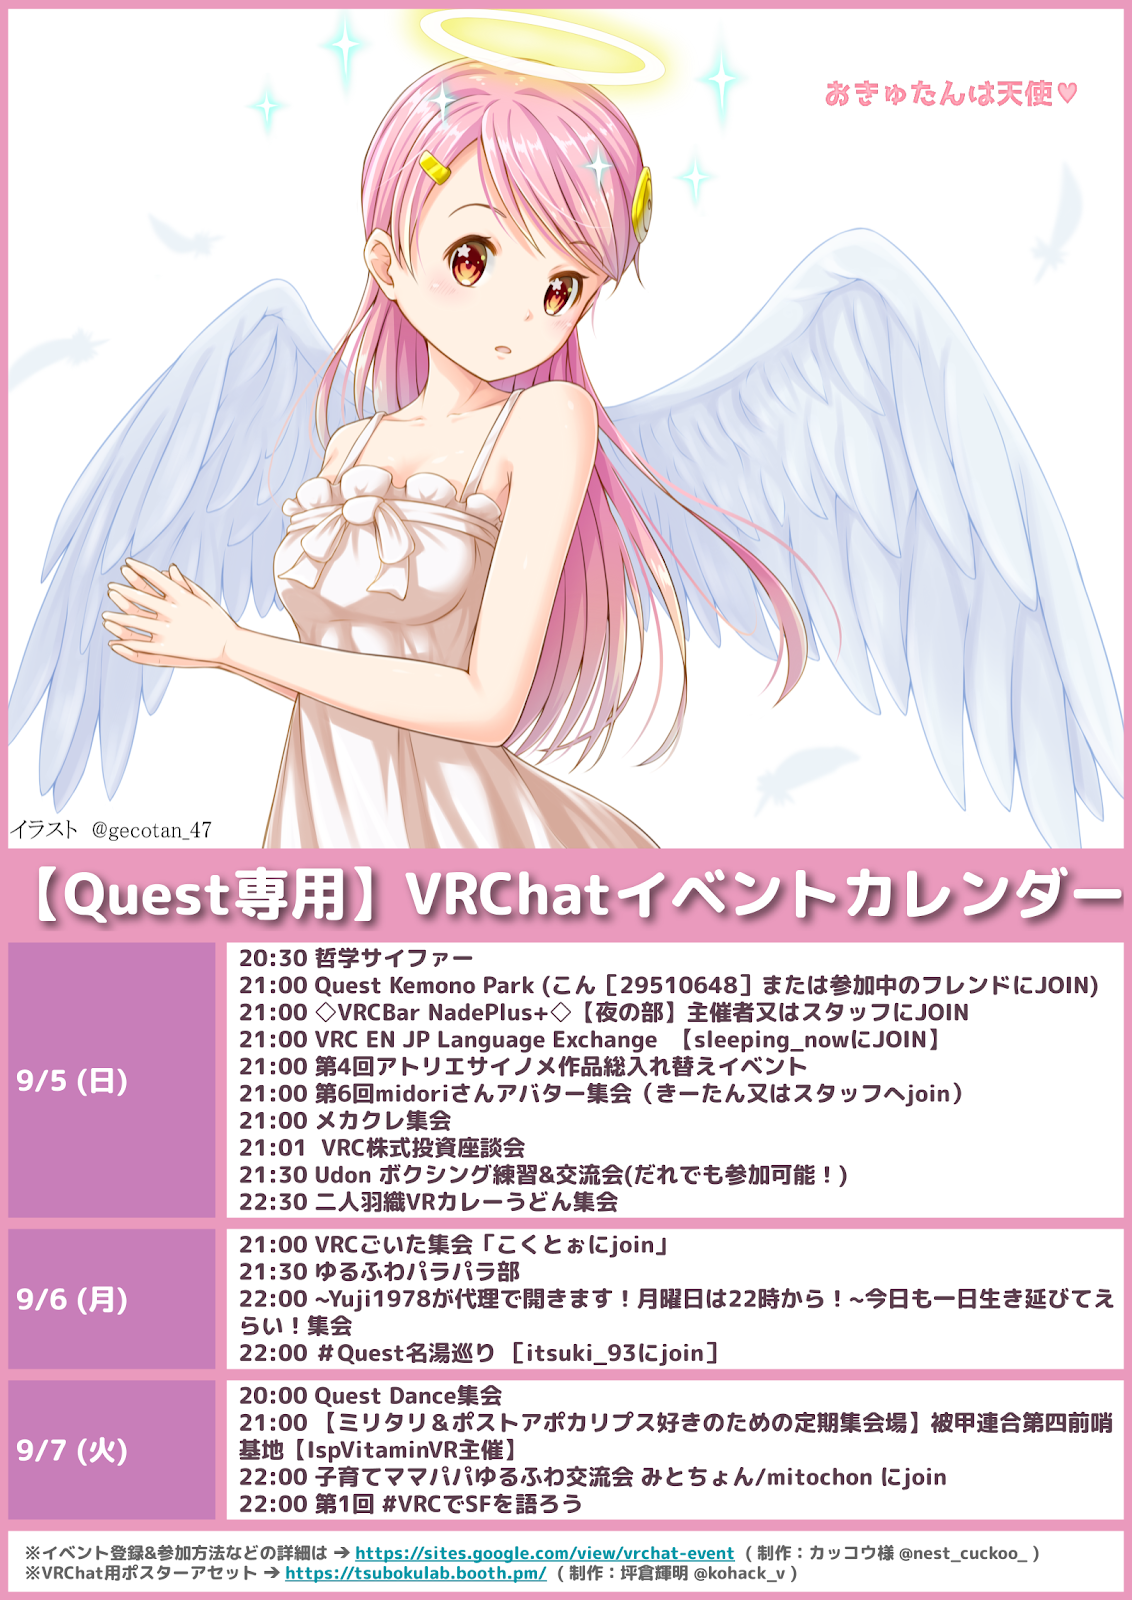 おきゅたんは天使♥
イラスト @gecotan_47
【Quest専用】VRChatイベントカレンダー
9/5 (日)
20:30 哲学サイファー
21:00 Quest Kemono Park (こん［29510648］または参加中のフレンドにJOIN)
21:00 ◇VRCBar NadePlus+◇【夜の部】主催者又はスタッフにJOIN
21:00 VRC EN JP Language Exchange 【sleeping_nowにJOIN】
21:00 第4回アトリエサイノメ作品総入れ替えイベント
21:00 第6回midoriさんアバター集会（きーたん又はスタッフへjoin）
21:00 メカクレ集会
21:01 VRC株式投資座談会
21:30 Udon ボクシング練習&交流会(だれでも参加可能！)
22:30 二人羽織VRカレーうどん集会
9/6 (月)
21:00 VRCごいた集会「こくとぉにjoin」
21:30 ゆるふわパラパラ部
22:00 ~Yuji1978が代理で開きます！月曜日は22時から！~今日も一日生き延びてえ
らい！集会
22:00 ＃Quest名湯巡り ［itsuki_93にjoin］
9/7 (火)
20:00 Quest Dance集会
21:00 【ミリタリ＆ポストアポカリプス好きのための定期集会場】被甲連合第四前哨
基地【IspVitaminVR主催】
22:00 子育てママパパゆるふわ交流会 みとちょん/mitochon にjoin
22:00 第1回 #VRCでSFを語ろう
※イベント登録&参加方法などの詳細は → https://sites.google.com/view/vrchat-event ( 制作：カッコウ様 @nest_cuckoo_ )
※VRChat用ポスターアセット → https://tsubokulab.booth.pm/ ( 制作：坪倉輝明 @kohack_v )